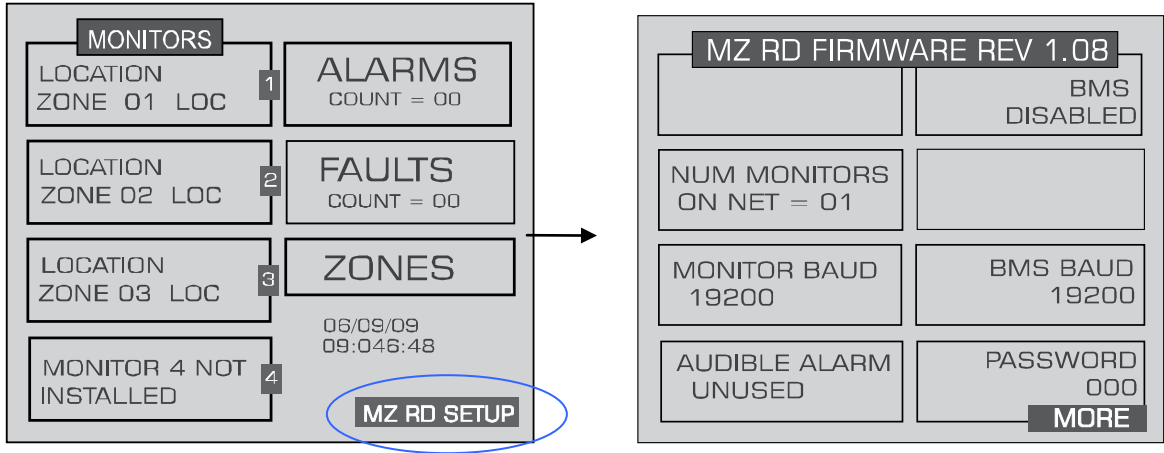 MONITORS
LOCATION
ZONE 01 LOC
1
LOCATION
ZONE 02 LOC
2
LOCATION
ZONE 03 LOC
3
MONITOR 4 NOT
INSTALLED
4
ALARMS
COUNT = 00
FAULTS
COUNT = 00
ZONES
06/09/09
09:046:48
MZ RD SETUP
MZ RD FIRMWARE REV 1.08
BMS
DISABLED
NUM MONITORS
ON NET = 01
MONITOR BAUD
19200
BMS BAUD
19200
AUDIBLE ALARM
UNUSED
PASSWORD
000
MORE